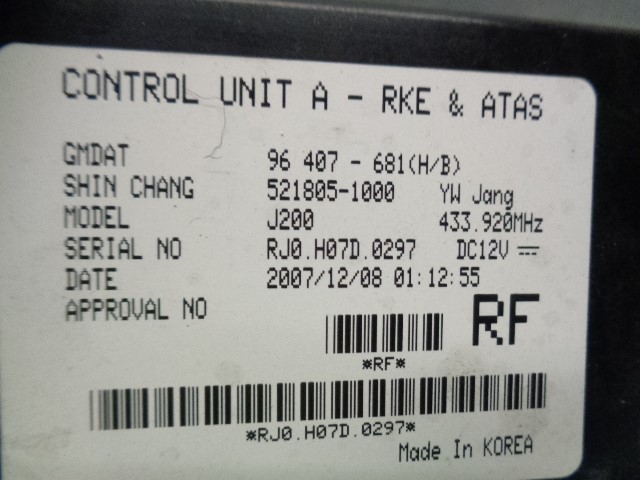 CONTROL UNIT A - RKE & ATAS
GMDAT 96 407 - 681(H/B)
SHIN CHANG 521805-1000 YW Jang
MODEL J200 433.920MHz
SERIAL NO RJ0.H07D.0297 DC12V
DATE 2007/12/08 01:12:55
APPROVAL NO
RF
*RF*
*RJ0.H07D.0297*
Made In KOREA